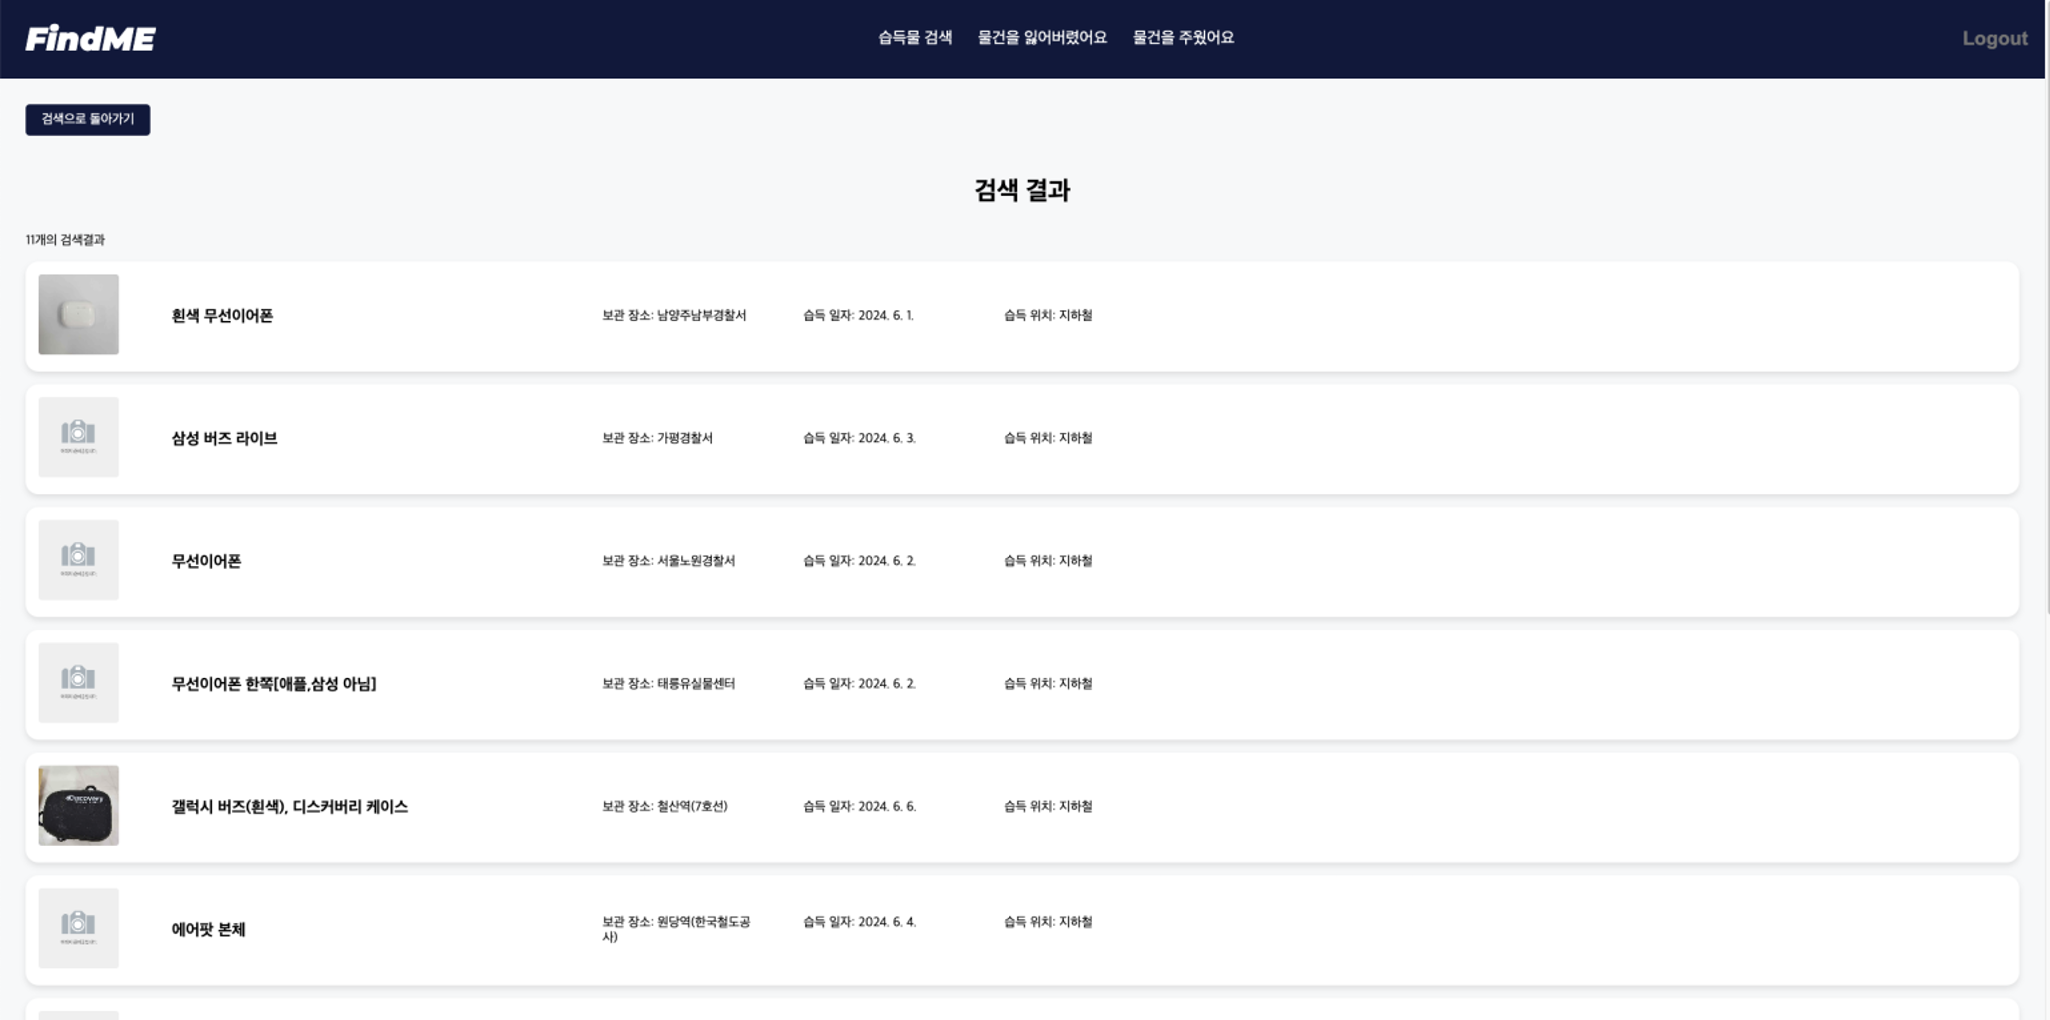 FindME
습득물 검색 물건을 잃어버렸어요 물건을 주웠어요
Logout
검색으로 돌아가기
검색 결과
11개의 검색결과
흰색 무선이어폰 보관 장소: 남양주남부경찰서 습득 일자: 2024. 6. 1. 습득 위치: 지하철
삼성 버즈 라이브 보관 장소: 가평경찰서 습득 일자: 2024. 6. 3. 습득 위치: 지하철
무선이어폰 보관 장소: 서울노원경찰서 습득 일자: 2024. 6. 2. 습득 위치: 지하철
무선이어폰 한쪽[애플,삼성 아님] 보관 장소: 태릉유실물센터 습득 일자: 2024. 6. 2. 습득 위치: 지하철
Discovery
갤럭시 버즈(흰색), 디스커버리 케이스 보관 장소: 철산역(7호선) 습득 일자: 2024. 6. 6. 습득 위치: 지하철
에어팟 본체 보관 장소: 원당역(한국철도공 습득 일자: 2024. 6. 4. 습득 위치: 지하철
사)